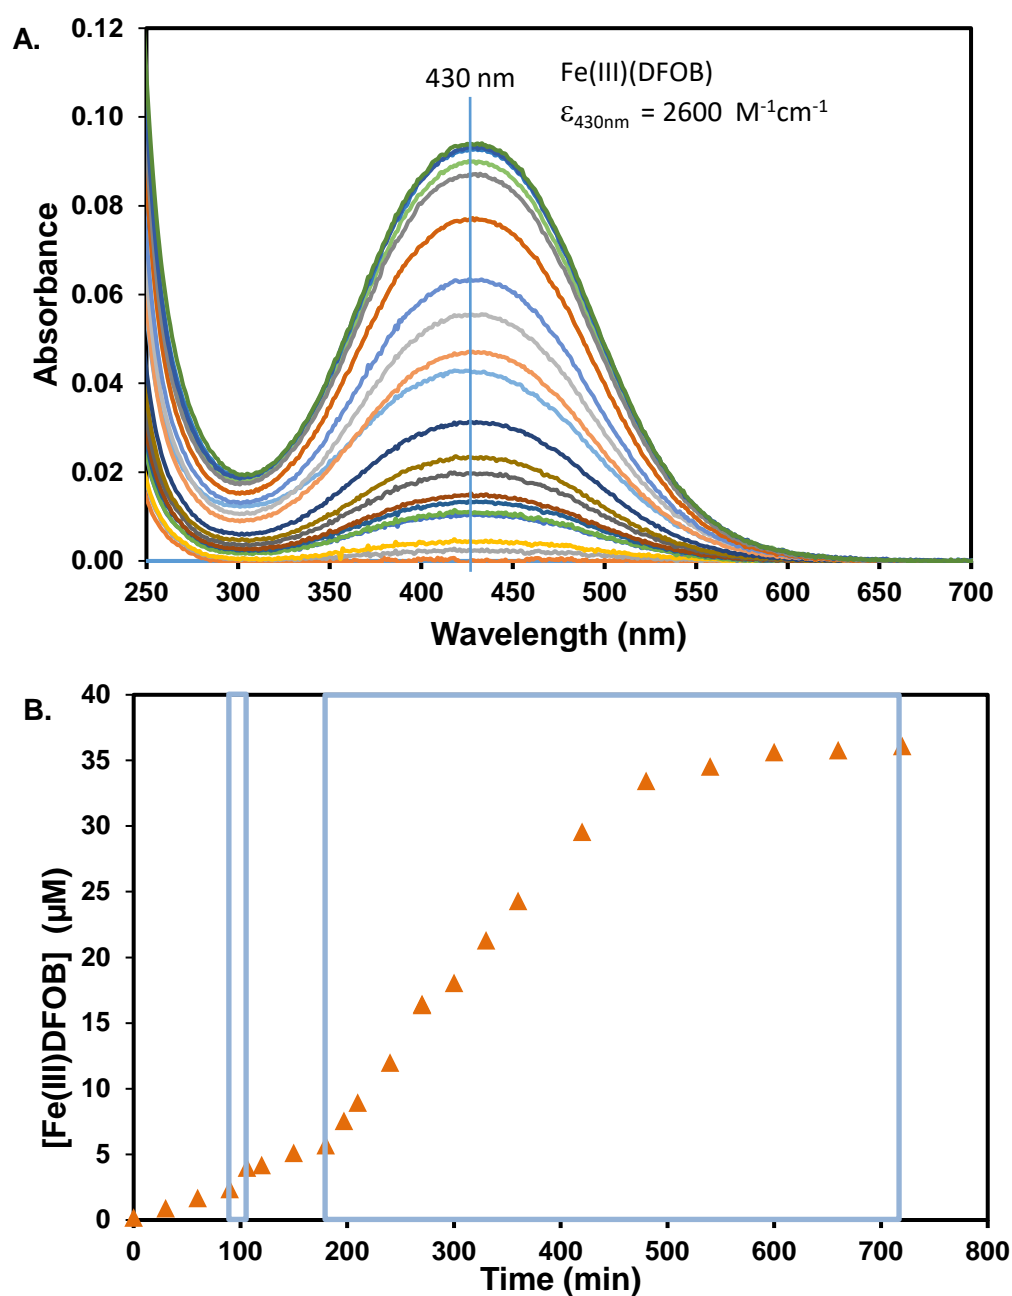 A.
0.12
0.10
0.08
0.06
0.04
0.02
0.00
Absorbance
430 nm
Fe(III)(DFOB)
ε430nm = 2600 M-1cm-1
250 300 350 400 450 500 550 600 650 700
Wavelength (nm)
B.
40
35
30
25
20
15
10
5
0
[Fe(III)DFOB] (µM)
0 100 200 300 400 500 600 700 800
Time (min)